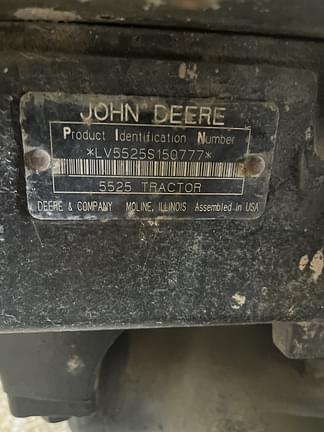 JOHN DEERE
Product Identification Number
*LV5525S150777*
5525 TRACTOR
DEERE & COMPANY MOLINE, ILLINOIS Assembled in USA